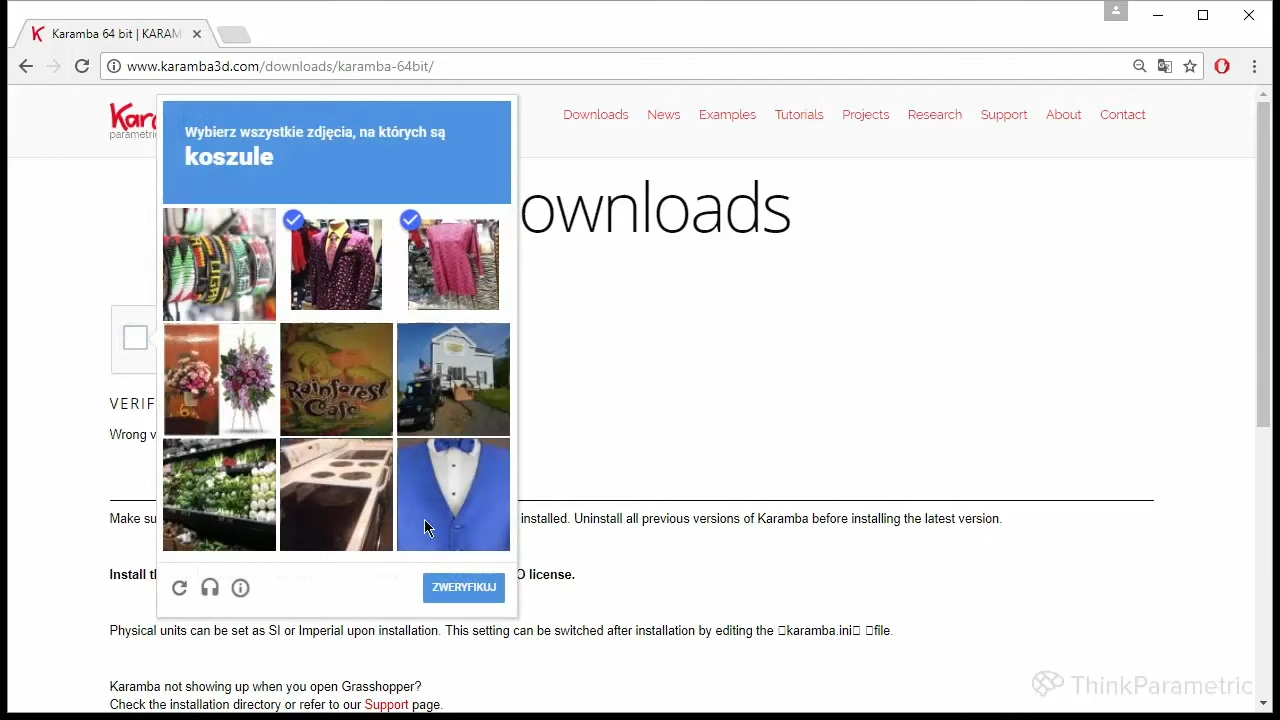 Karamba 64 bit | KARAM
www.karamba3d.com/downloads/karamba-64bit/
Downloads News Examples Tutorials Projects Research Support About Contact
Wybierz wszystkie zdjęcia, na których są
koszule
ownloads
Rainforest
Cafe
VERIF
Wrong v
Make su
installed. Uninstall all previous versions of Karamba before installing the latest version.
Install t
O license.
ZWERYFIKUJ
Physical units can be set as SI or Imperial upon installation. This setting can be switched after installation by editing the karamba.ini file.
Karamba not showing up when you open Grasshopper?
Check the installation directory or refer to our Support page.
ThinkParametric